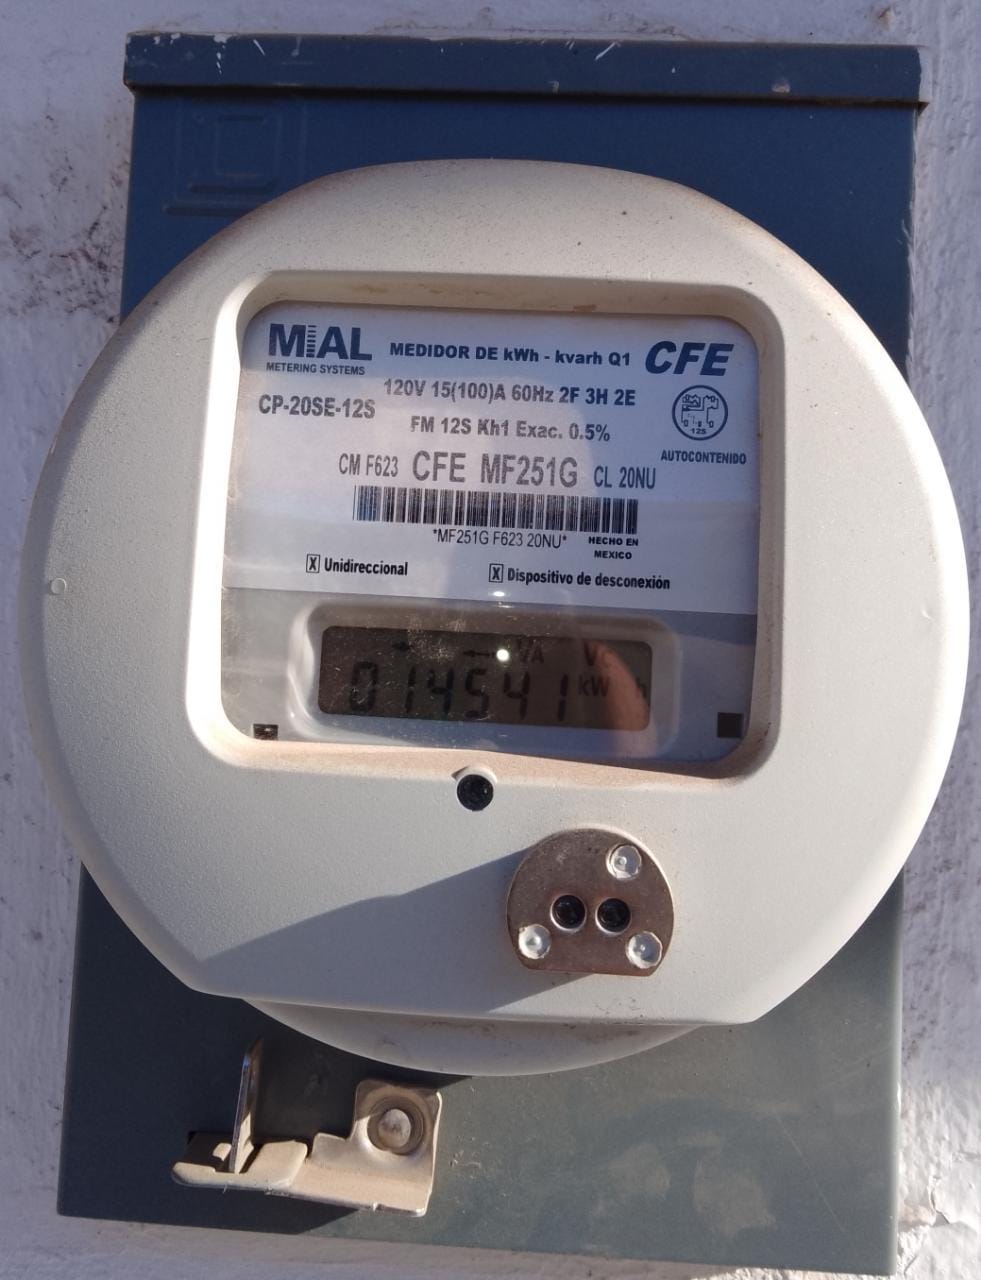 MIAL
METERING SYSTEMS
MEDIDOR DE kWh - kvarh Q1
CFE
120V 15(100)A 60Hz 2F 3H 2E
CP-20SE-12S
FM 12S Kh1 Exac. 0.5%
12S
AUTOCONTENIDO
CM F623 CFE MF251G CL 20NU
*MF251G F623 20NU*
HECHO EN
MEXICO
X Unidireccional
X Dispositivo de desconexión
014541 kW h